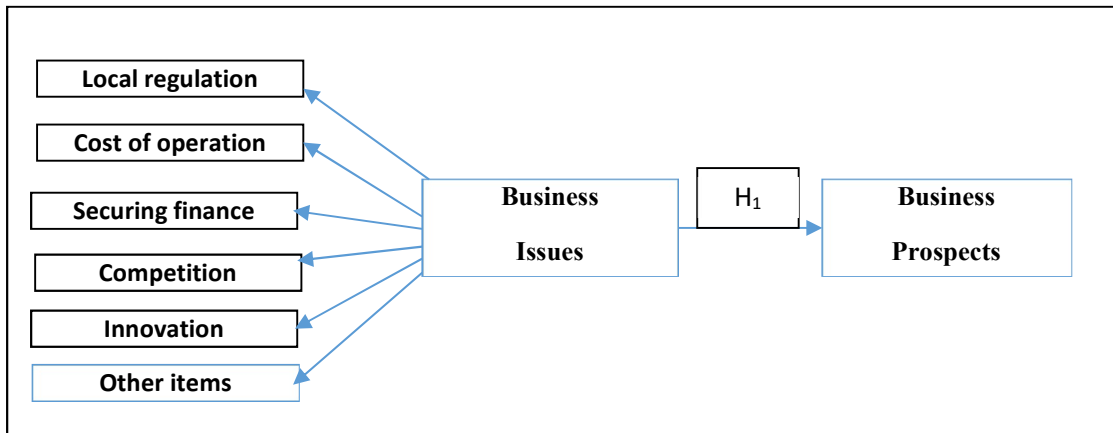 Local regulation
Cost of operation
Securing finance
Competition
Innovation
Other items
Business
Issues
H₁
Business
Prospects